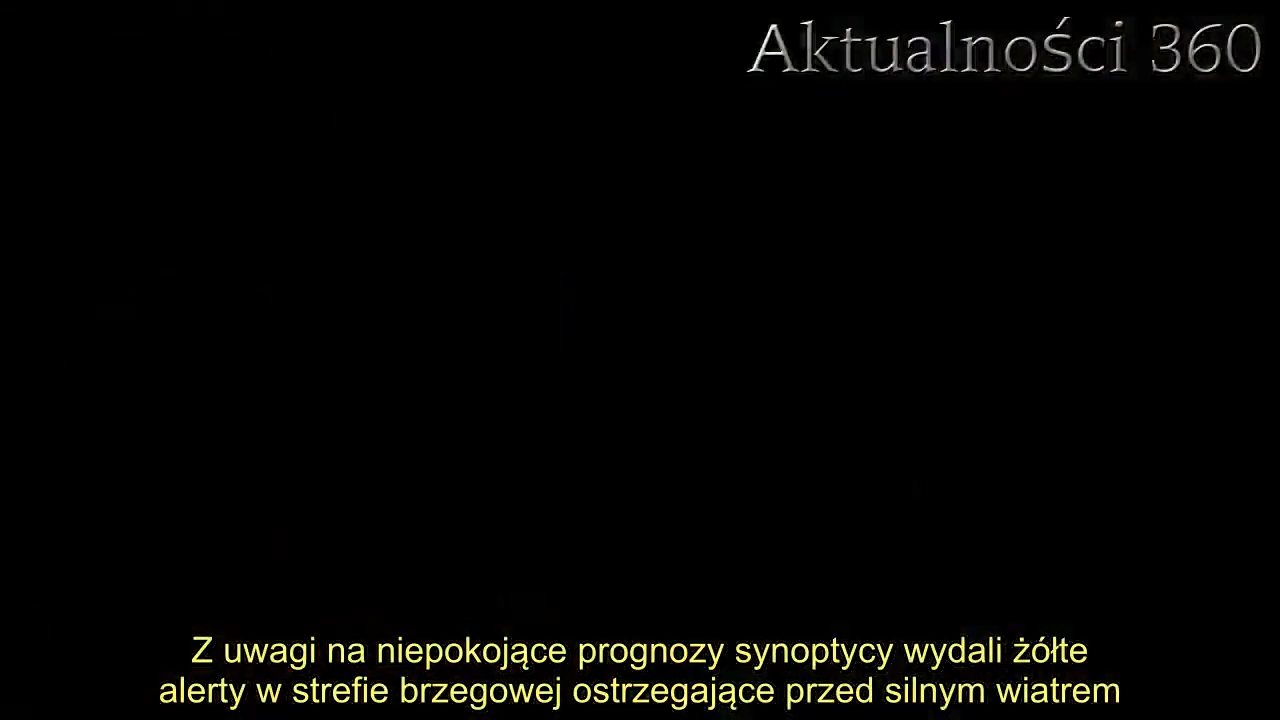 Aktualności 360
Z uwagi na niepokojące prognozy synoptycy wydali żółte
alerty w strefie brzegowej ostrzegające przed silnym wiatrem